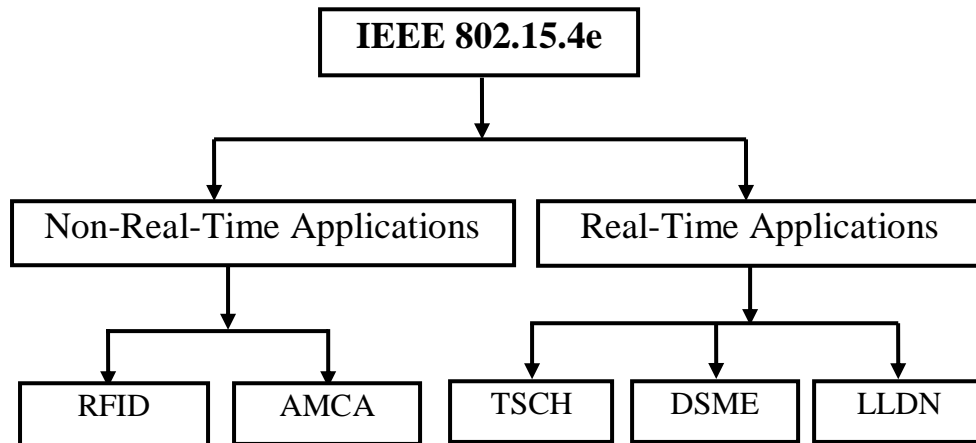 IEEE 802.15.4e
Non-Real-Time Applications
Real-Time Applications
RFID
AMCA
TSCH
DSME
LLDN